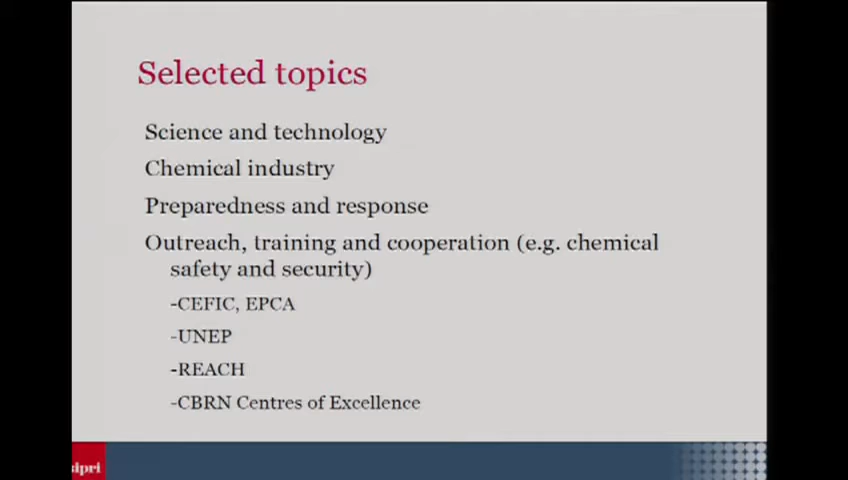 Selected topics
Science and technology
Chemical industry
Preparedness and response
Outreach, training and cooperation (e.g. chemical
safety and security)
-CEFIC, EPCA
-UNEP
-REACH
-CBRN Centres of Excellence
sipri